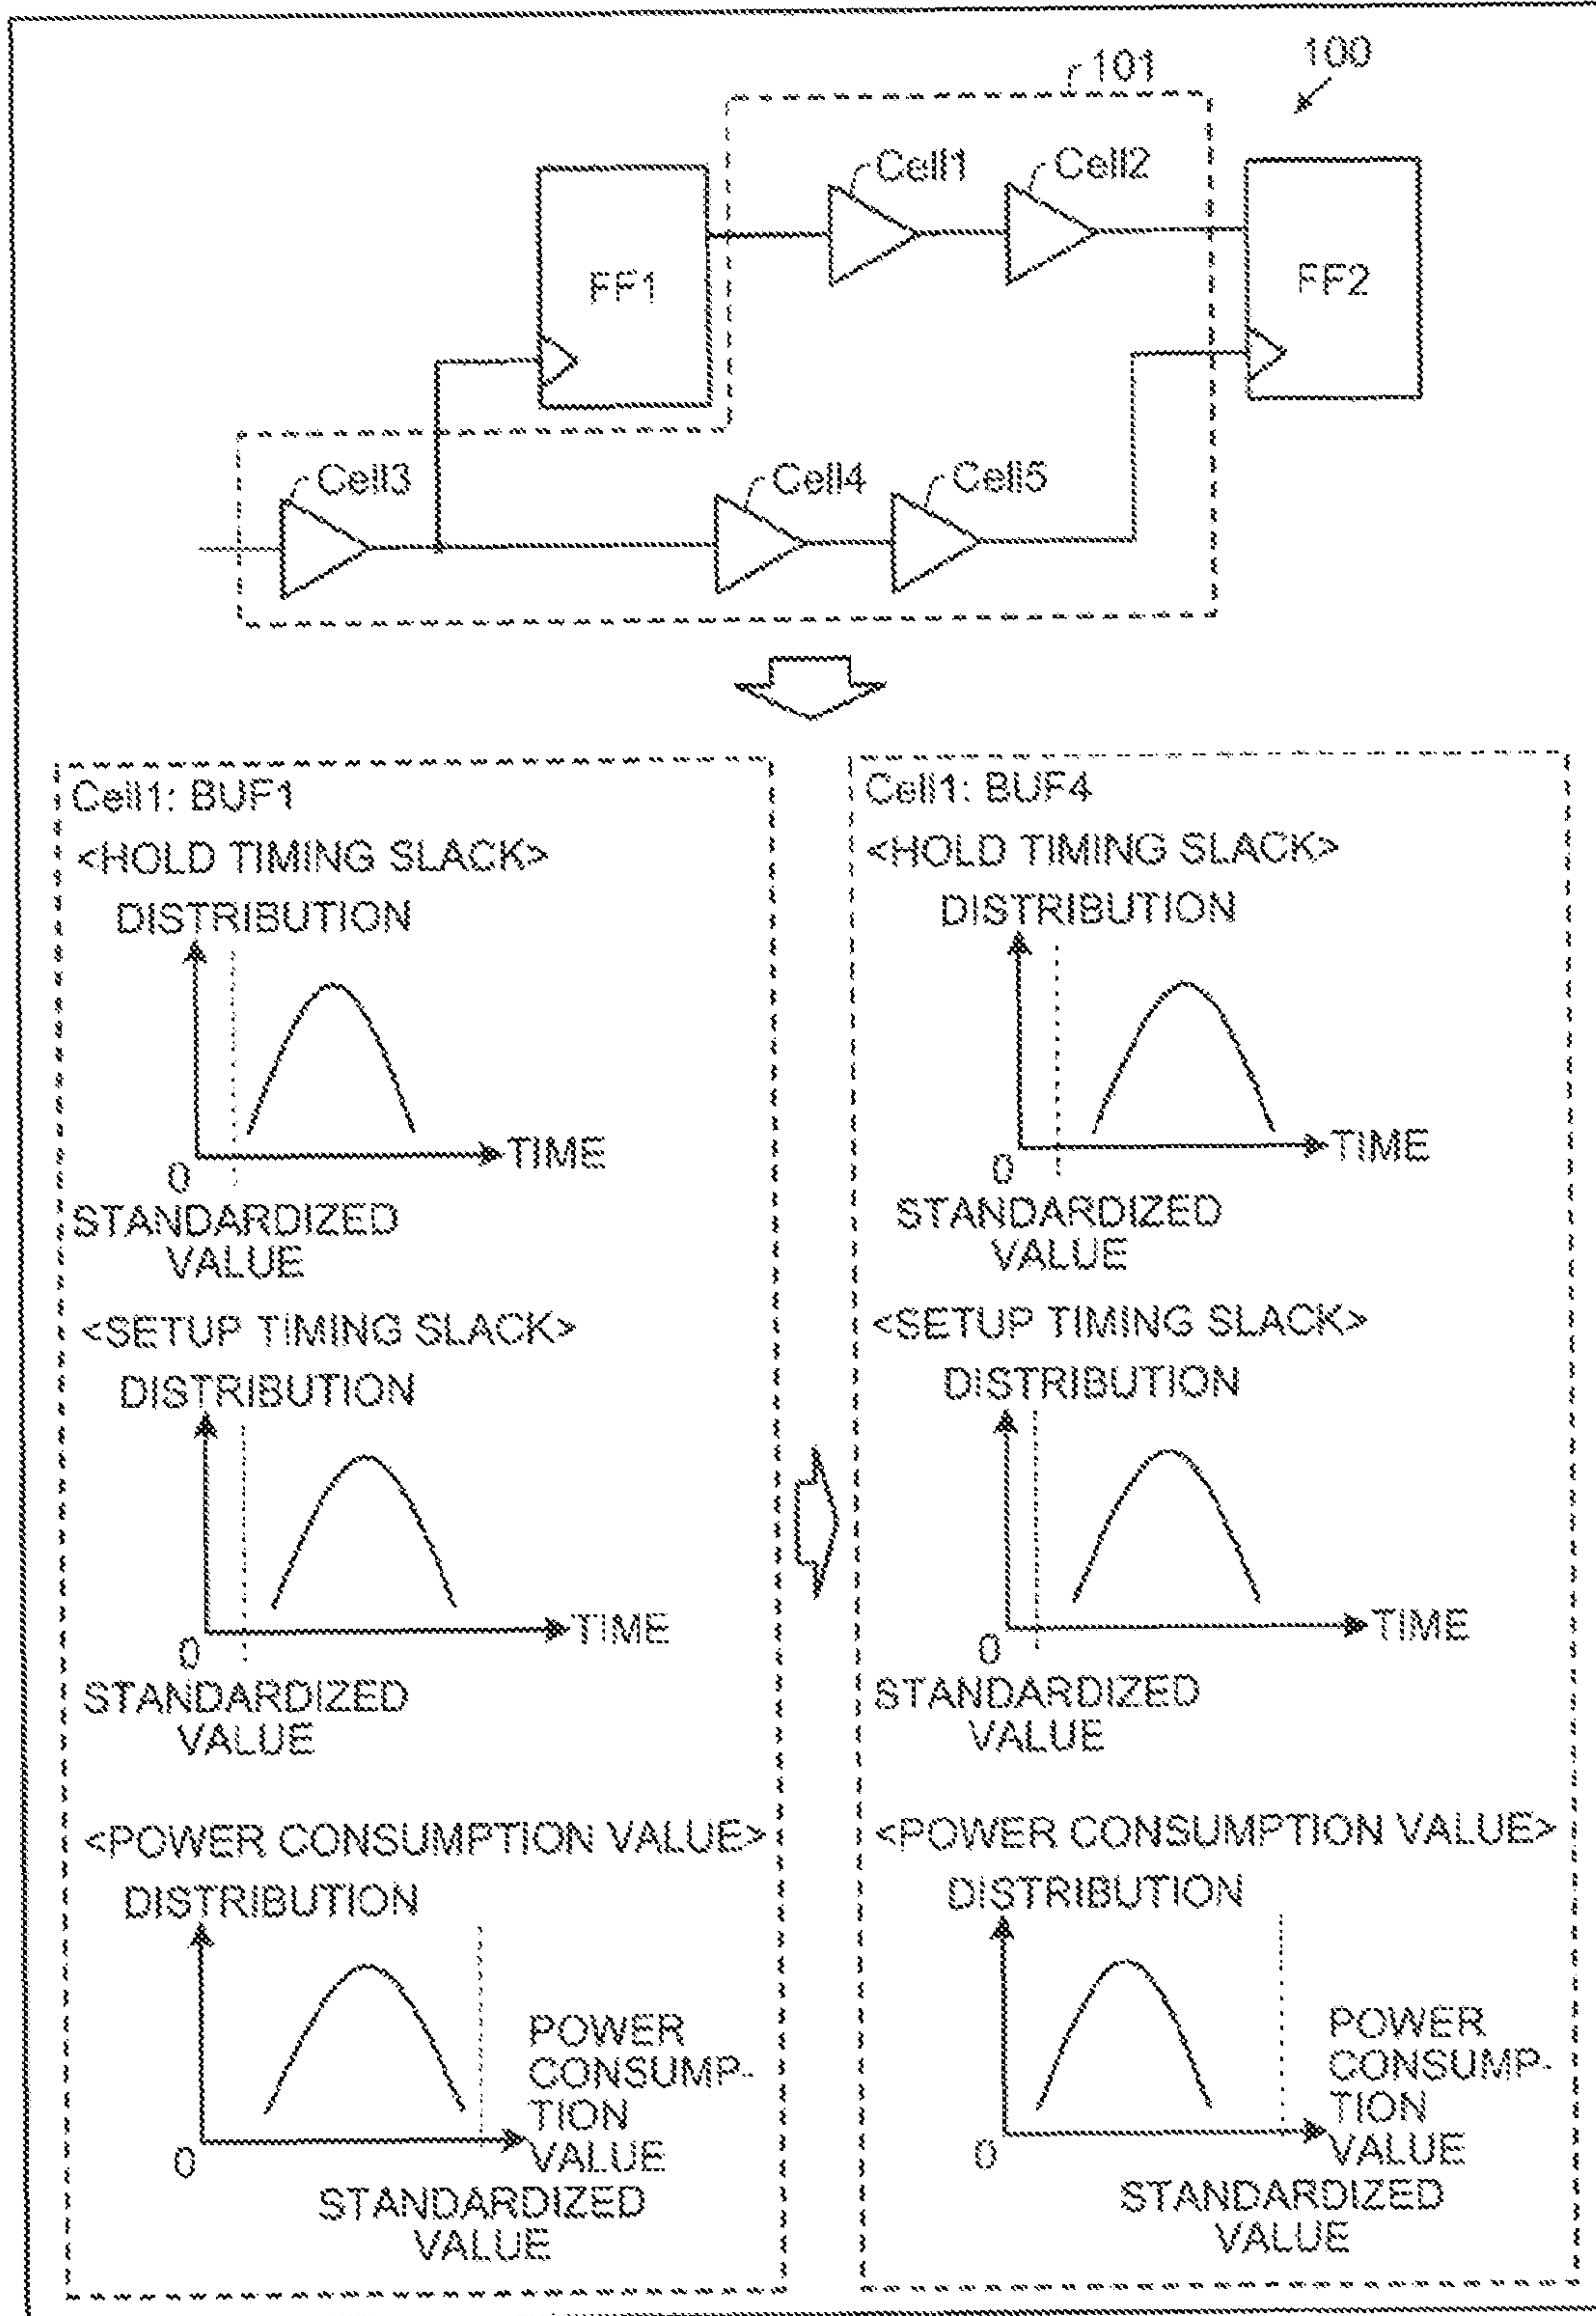 100
101
Cell1
Cell2
FF1
FF2
Cell3
Cell4
Cell5
Cell1: BUF1
<HOLD TIMING SLACK>
DISTRIBUTION
TIME
0
STANDARDIZED
VALUE
<SETUP TIMING SLACK>
DISTRIBUTION
TIME
0
STANDARDIZED
VALUE
<POWER CONSUMPTION VALUE>
DISTRIBUTION
POWER
CONSUMP-
TION
VALUE
0
STANDARDIZED
VALUE
Cell1: BUF4
<HOLD TIMING SLACK>
DISTRIBUTION
TIME
0
STANDARDIZED
VALUE
<SETUP TIMING SLACK>
DISTRIBUTION
TIME
0
STANDARDIZED
VALUE
<POWER CONSUMPTION VALUE>
DISTRIBUTION
POWER
CONSUMP-
TION
VALUE
0
STANDARDIZED
VALUE